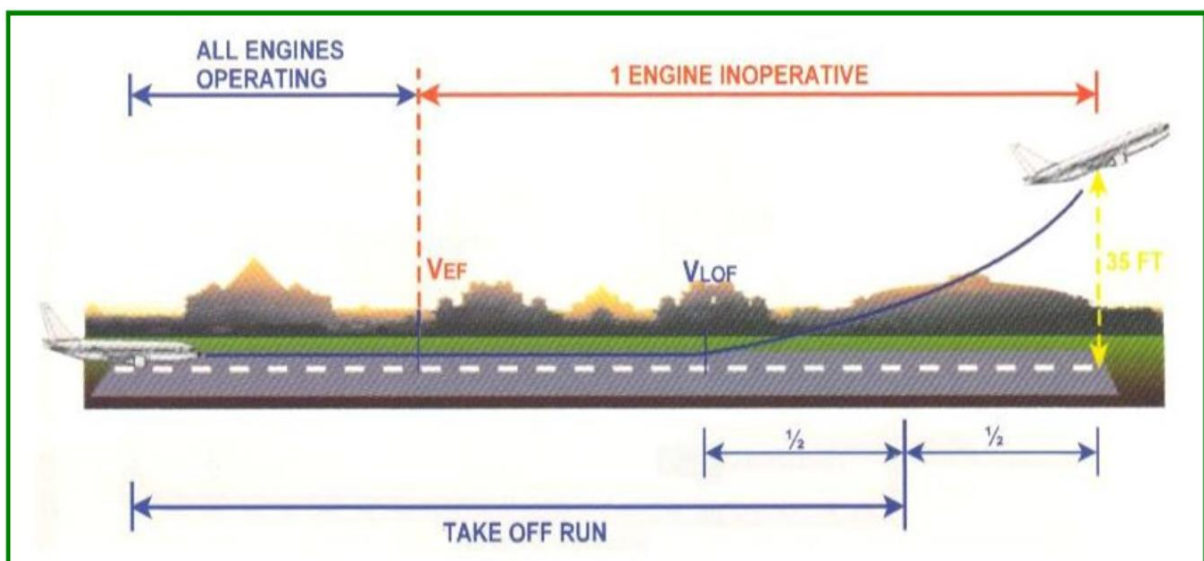 ALL ENGINES
OPERATING
1 ENGINE INOPERATIVE
VEF
VLOF
35 FT
½
½
TAKE OFF RUN